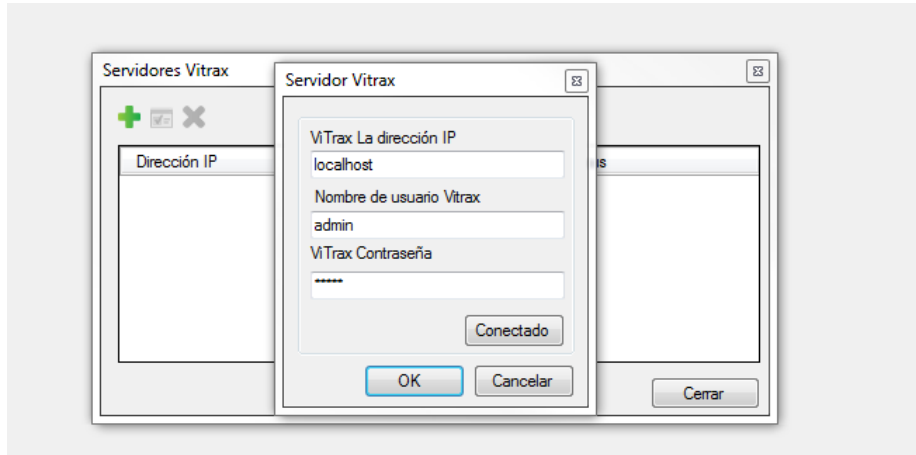 Servidores Vitrax
Servidor Vitrax
Dirección IP
ViTrax La dirección IP
localhost
Nombre de usuario Vitrax
admin
ViTrax Contraseña
*****
Conectado
OK
Cancelar
Cerrar